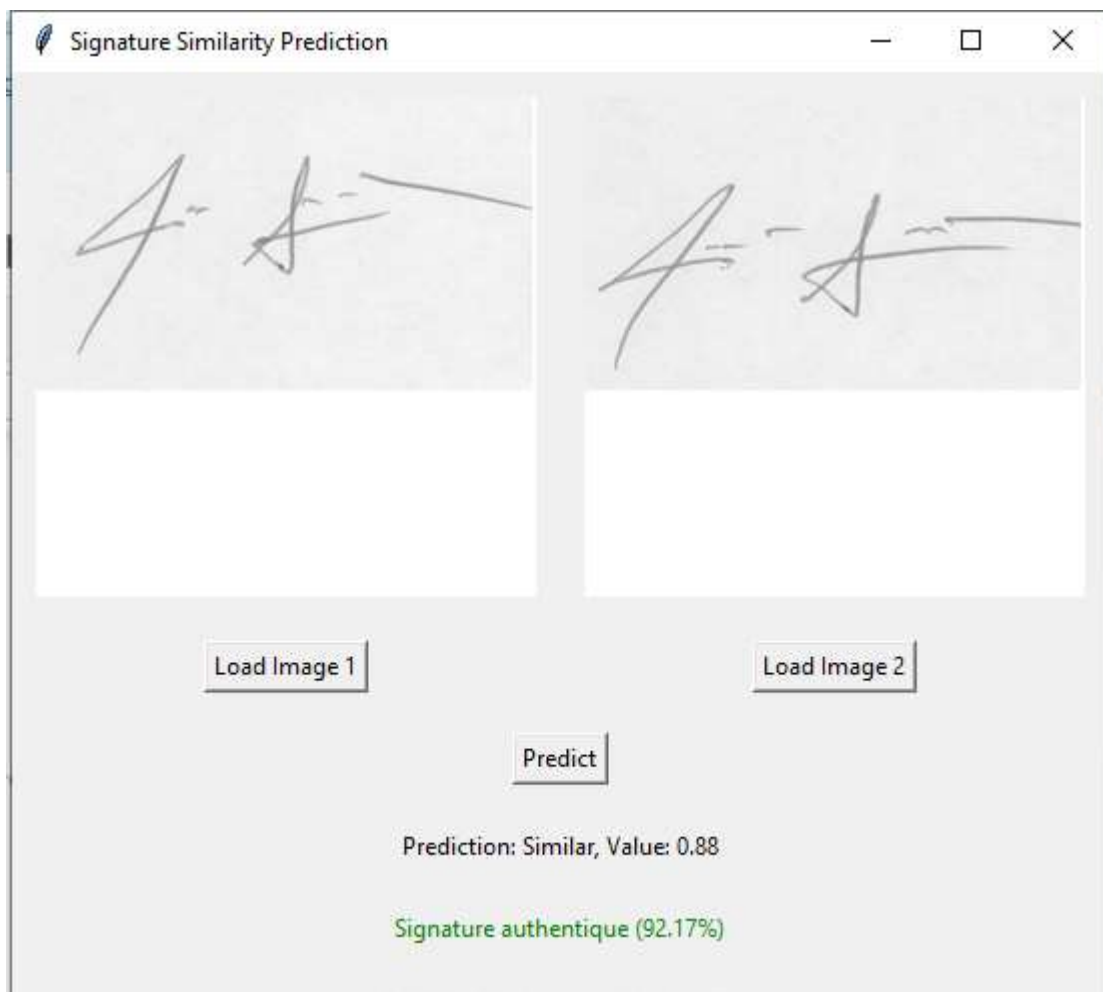 Signature Similarity Prediction
Load Image 1
Load Image 2
Predict
Prediction: Similar, Value: 0.88
Signature authentique (92.17%)